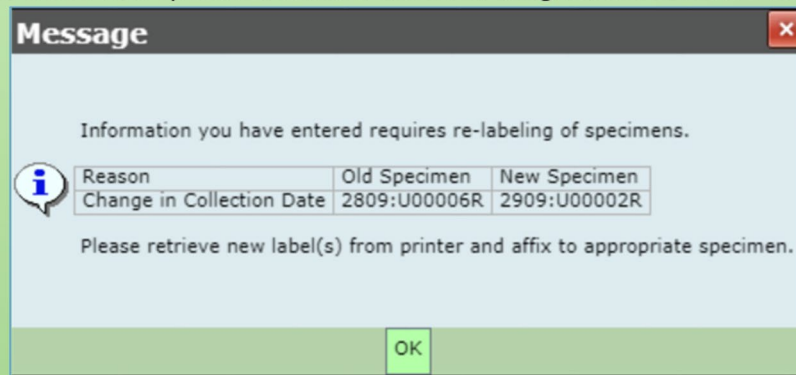 Message
Information you have entered requires re-labeling of specimens.
Reason Old Specimen New Specimen
Change in Collection Date 2809:U00006R 2909:U00002R
Please retrieve new label(s) from printer and affix to appropriate specimen.
OK